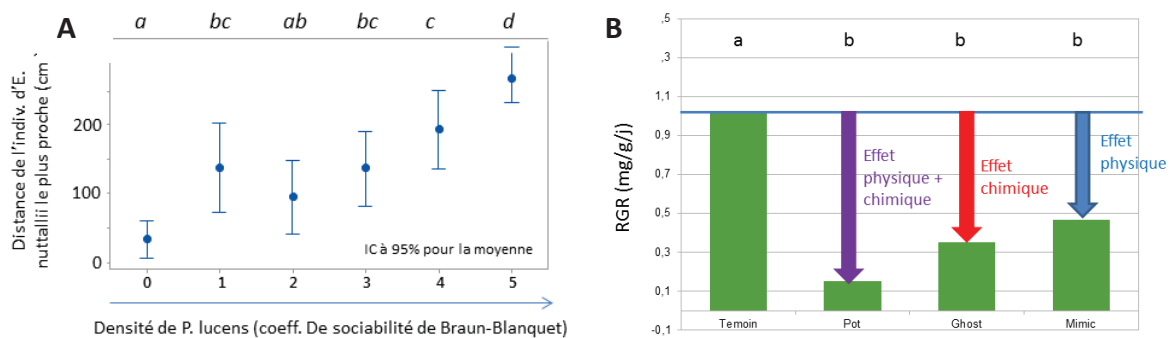 A
a bc ab bc c d
Distance de l'indiv. d'E.
nuttallii le plus proche (cm
200
100
0
IC à 95% pour la moyenne
0 1 2 3 4 5
Densité de P. lucens (coeff. De sociabilité de Braun-Blanquet)
B
a b b b
RGR (mg/g/j)
,5
,3
1,1
0,9
0,7
0,5
0,3
0,1
-0,1
Effet
physique +
chimique
Effet
chimique
Effet
physique
Temoin Pot Ghost Mimic